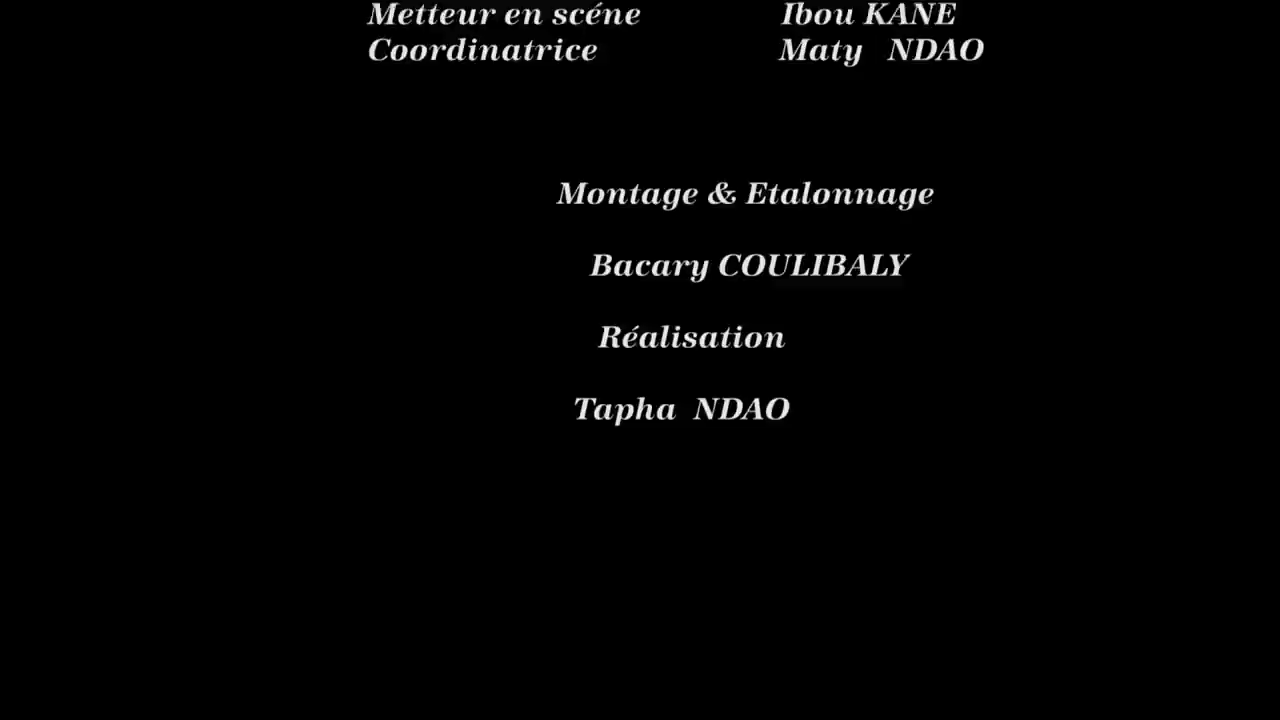 Metteur en scéne Ibou KANE
Coordinatrice Maty NDAO
Montage & Etalonnage
Bacary COULIBALY
Réalisation
Tapha NDAO